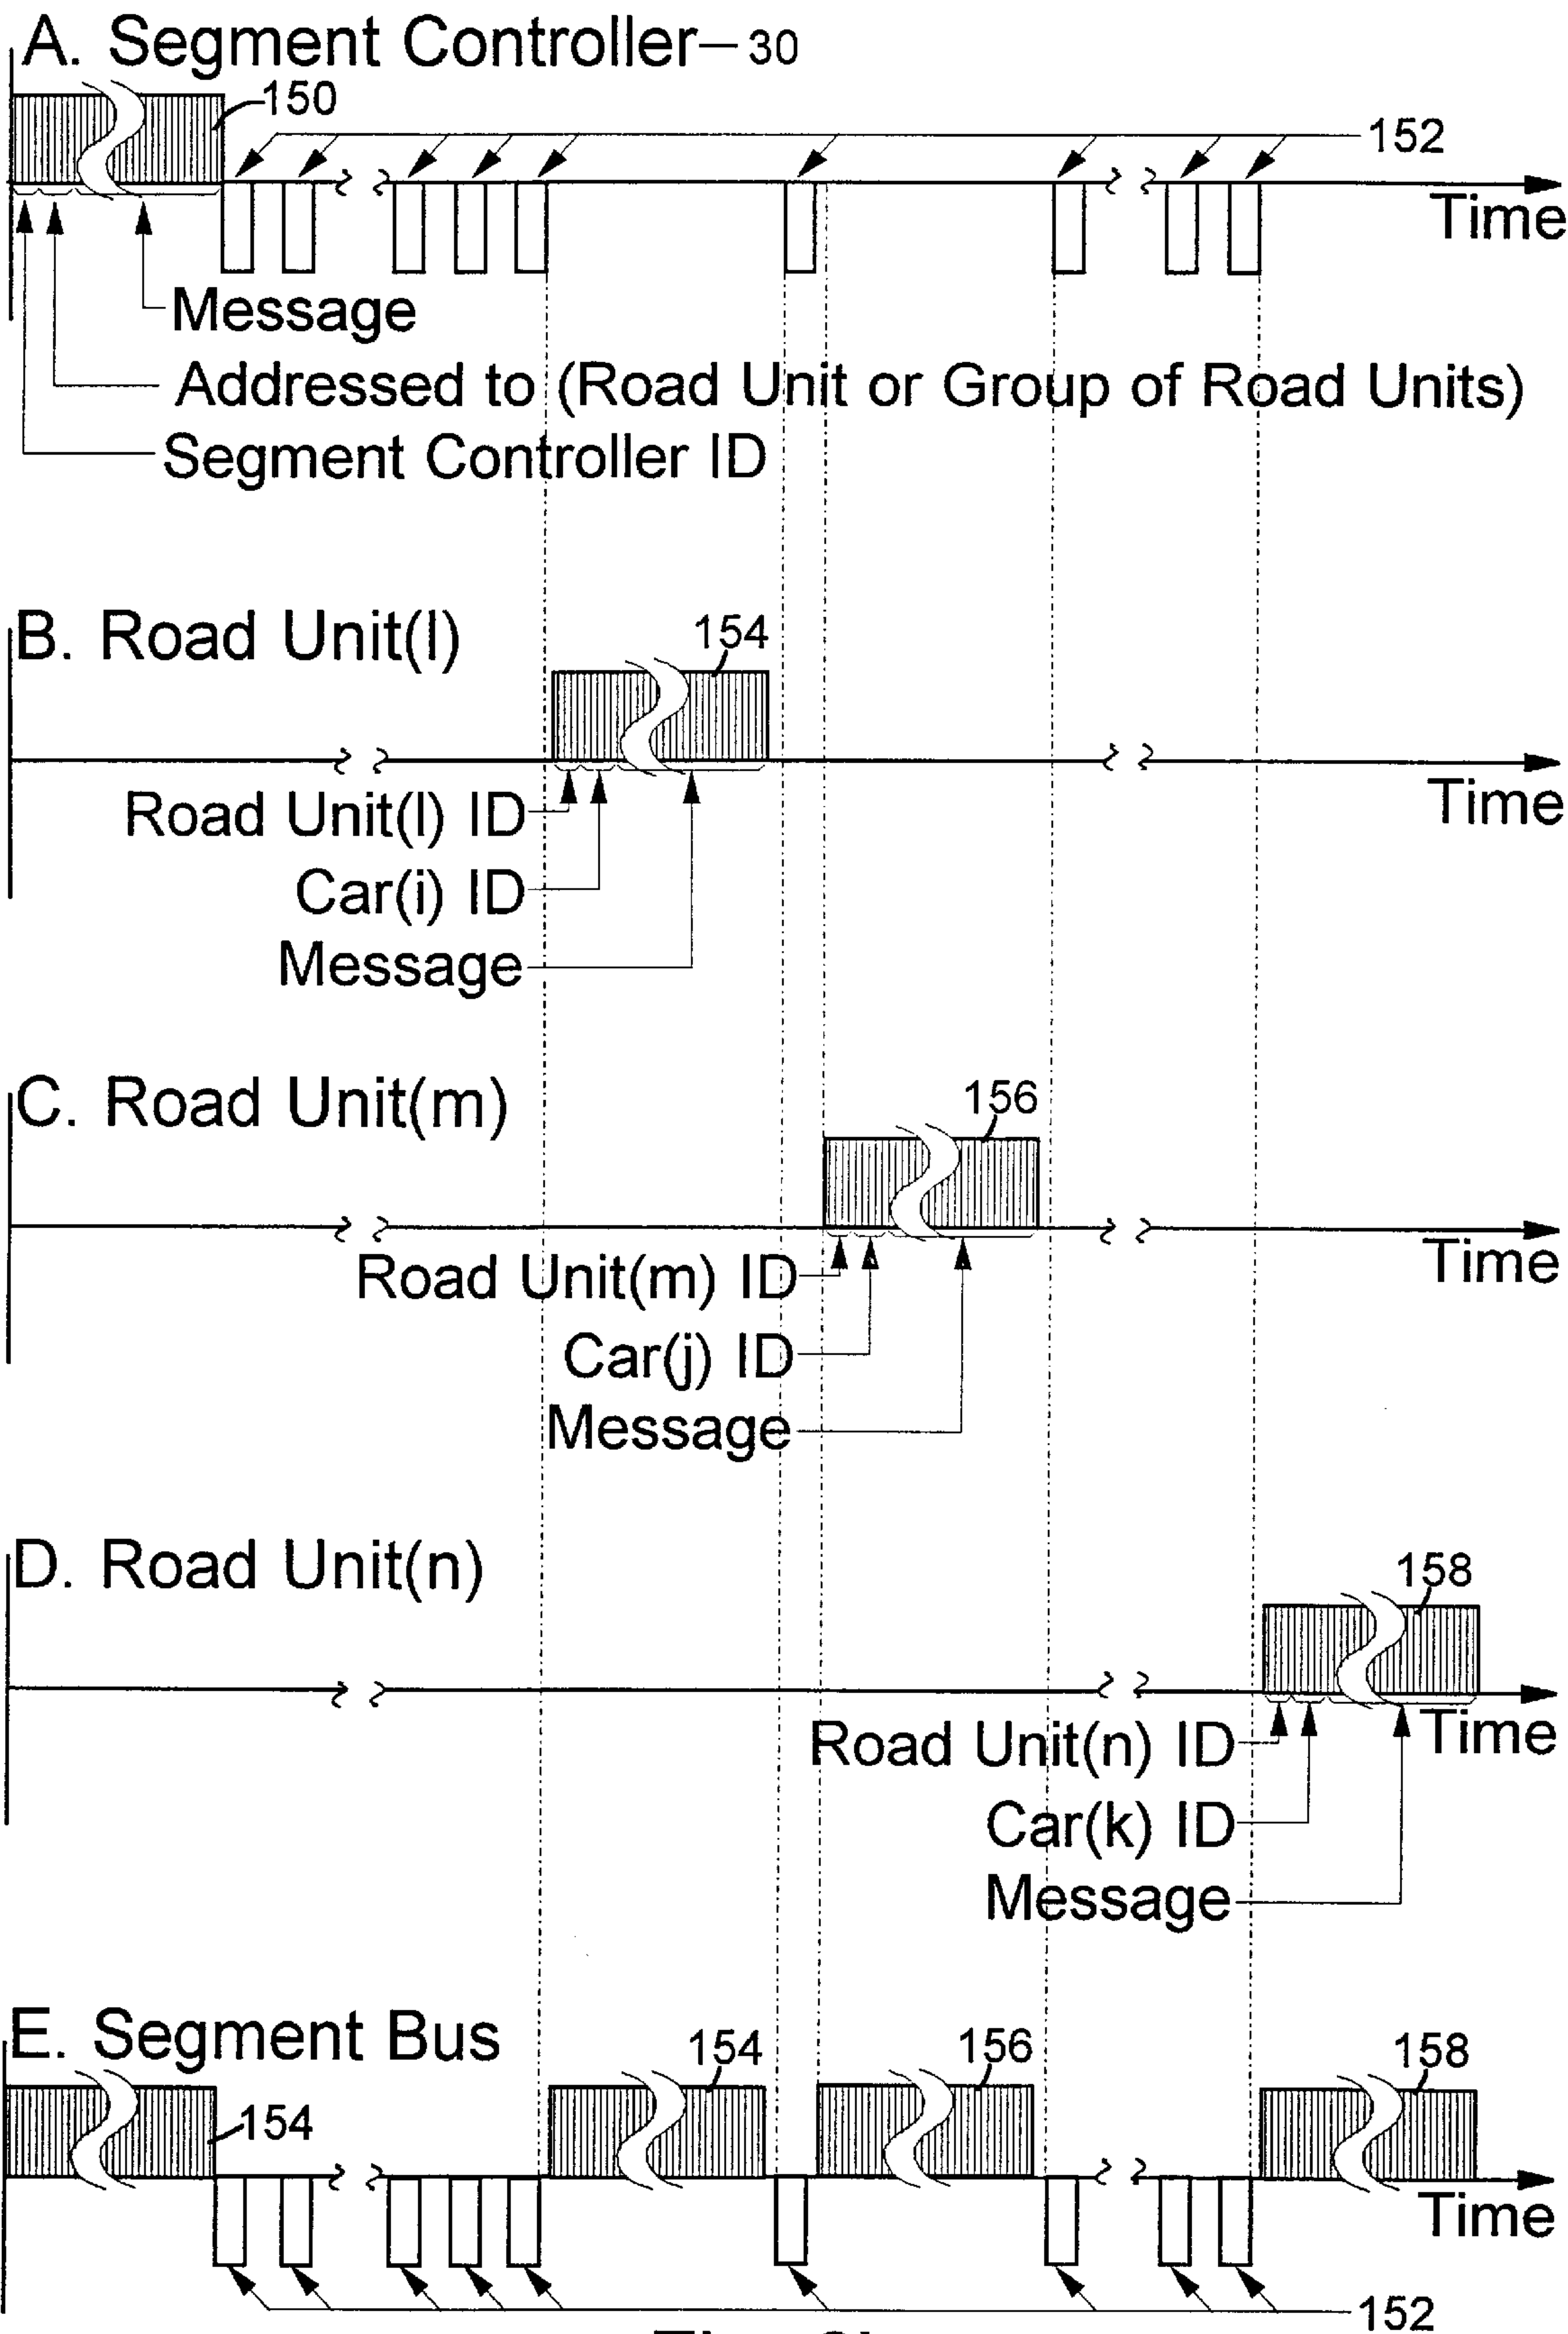 A. Segment Controller—30
150
152
Time
Message
Addressed to (Road Unit or Group of Road Units)
Segment Controller ID
B. Road Unit(l)
154
Time
Road Unit(l) ID
Car(i) ID
Message
C. Road Unit(m)
156
Time
Road Unit(m) ID
Car(j) ID
Message
D. Road Unit(n)
158
Time
Road Unit(n) ID
Car(k) ID
Message
E. Segment Bus
154
156
158
154
Time
152